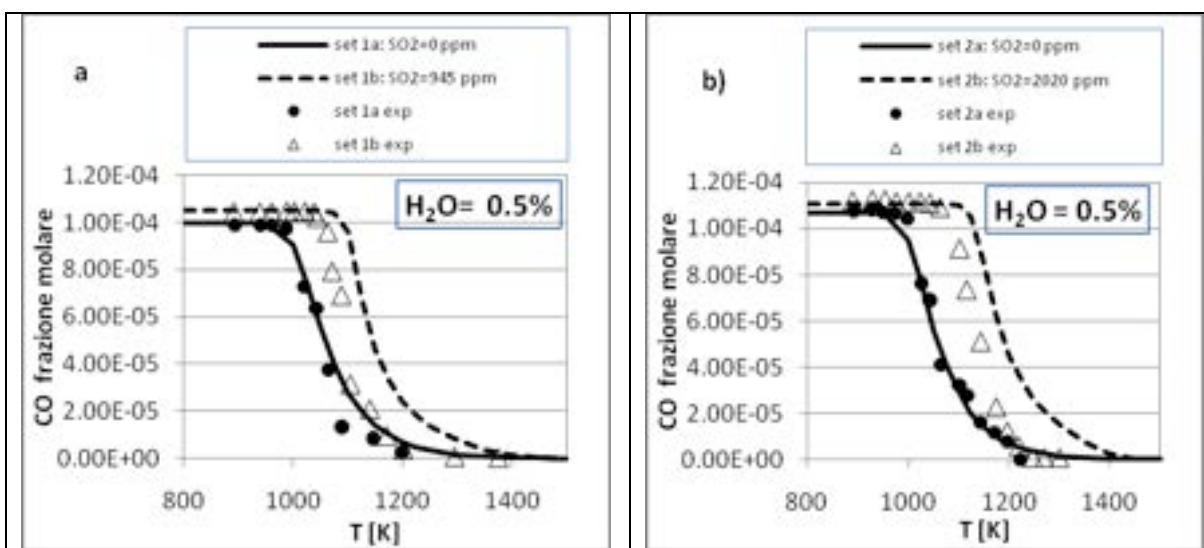 a
set 1a: SO2=0 ppm
set 1b: SO2=945 ppm
set 1a exp
set 1b exp
H2O= 0.5%
CO frazione molare
1.20E-04
1.00E-04
8.00E-05
6.00E-05
4.00E-05
2.00E-05
0.00E+00
800 1000 1200 1400
T [K]
b)
set 2a: SO2=0 ppm
set 2b: SO2=2020 ppm
set 2a exp
set 2b exp
H2O = 0.5%
CO frazione molare
1.20E-04
1.00E-04
8.00E-05
6.00E-05
4.00E-05
2.00E-05
0.00E+00
800 1000 1200 1400
T [K]